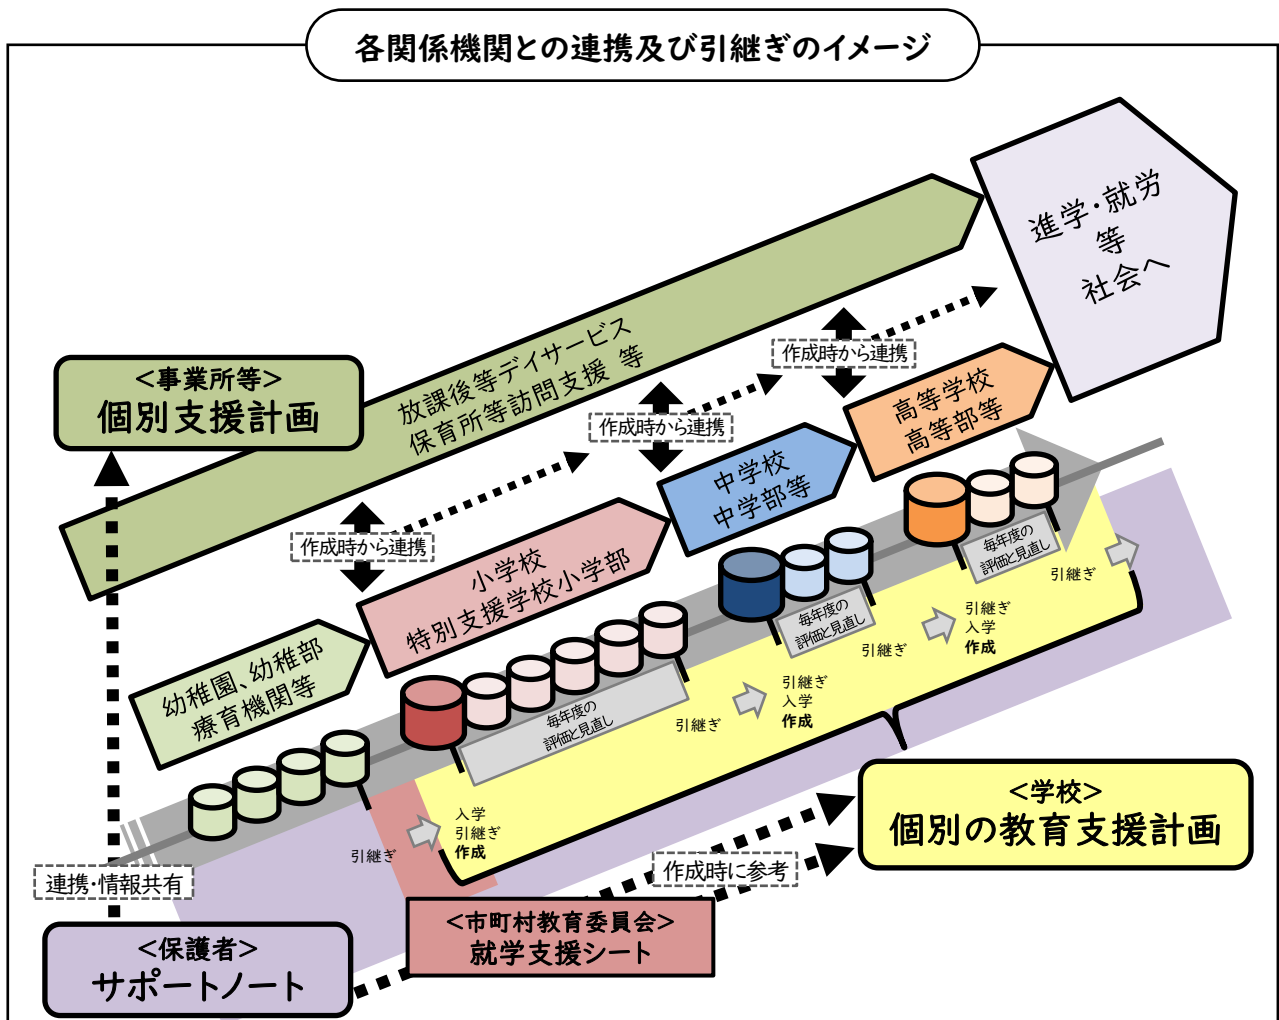 各関係機関との連携及び引継ぎのイメージ
進学・就労
等
社会へ
放課後等デイサービス
保育所等訪問支援 等
<事業所等>
個別支援計画
作成時から連携
作成時から連携
作成時から連携
高等学校
高等部等
中学校
中学部等
小学校
特別支援学校小学部
幼稚園、幼稚部
療育機関等
毎年度の
評価と見直し
引継ぎ
毎年度の
評価と見直し
引継ぎ
引継ぎ
入学
作成
毎年度の
評価と見直し
引継ぎ
引継ぎ
入学
作成
引継ぎ
入学
引継ぎ
作成
<学校>
個別の教育支援計画
作成時に参考
連携・情報共有
<市町村教育委員会>
就学支援シート
<保護者>
サポートノート